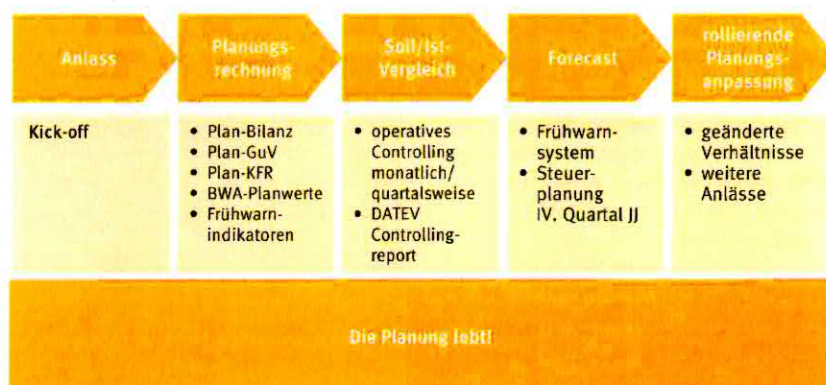 Anlass
Planungs-
rechnung
Soll/Ist-
Vergleich
Forecast
rollierende
Planungs-
anpassung
Kick-off
• Plan-Bilanz
• Plan-GuV
• Plan-KFR
• BWA-Planwerte
• Frühwarn-
indikatoren
• operatives
Controlling
monatlich/
quartalsweise
• DATEV
Controlling-
report
• Frühwarn-
system
• Steuer-
planung
IV. Quartal JJ
• geänderte
Verhältnisse
• weitere
Anlässe
Die Planung lebt!